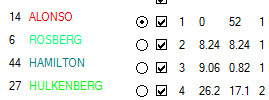 14 ALONSO 1 0 52 1
6 ROSBERG 2 8.24 8.24 1
44 HAMILTON 3 9.06 0.82 1
27 HULKENBERG 4 26.2 17.1 2